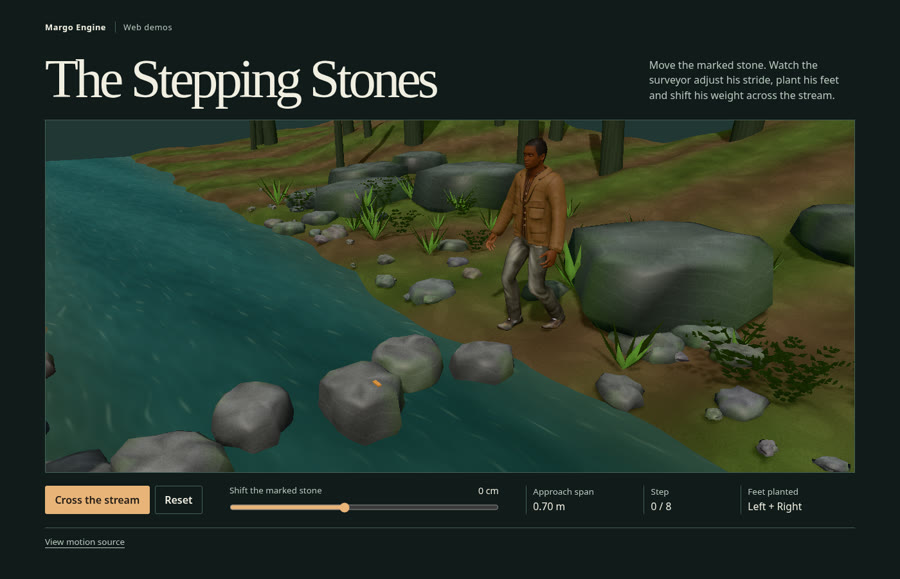 Margo Engine
Web demos
The Stepping Stones
Move the marked stone. Watch the
surveyor adjust his stride, plant his feet
and shift his weight across the stream.
Cross the stream
Reset
Shift the marked stone
0 cm
Approach span
0.70 m
Step
0 / 8
Feet planted
Left + Right
View motion source